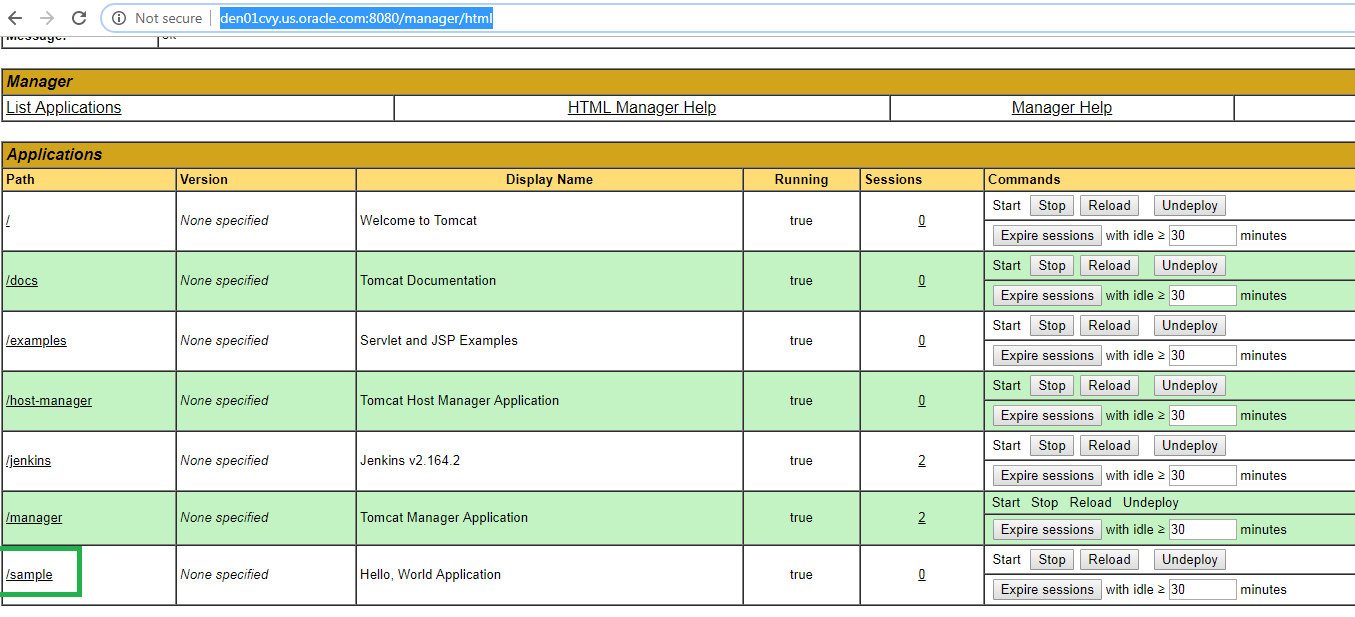 Not secure | den01cvy.us.oracle.com:8080/manager/html
Message:
Manager
List Applications HTML Manager Help Manager Help
Applications
Path Version Display Name Running Sessions Commands
/ None specified Welcome to Tomcat true 0 Start Stop Reload Undeploy
Expire sessions with idle ≥ 30 minutes
/docs None specified Tomcat Documentation true 0 Start Stop Reload Undeploy
Expire sessions with idle ≥ 30 minutes
/examples None specified Servlet and JSP Examples true 0 Start Stop Reload Undeploy
Expire sessions with idle ≥ 30 minutes
/host-manager None specified Tomcat Host Manager Application true 0 Start Stop Reload Undeploy
Expire sessions with idle ≥ 30 minutes
/jenkins None specified Jenkins v2.164.2 true 2 Start Stop Reload Undeploy
Expire sessions with idle ≥ 30 minutes
/manager None specified Tomcat Manager Application true 2 Start Stop Reload Undeploy
Expire sessions with idle ≥ 30 minutes
/sample None specified Hello, World Application true 0 Start Stop Reload Undeploy
Expire sessions with idle ≥ 30 minutes